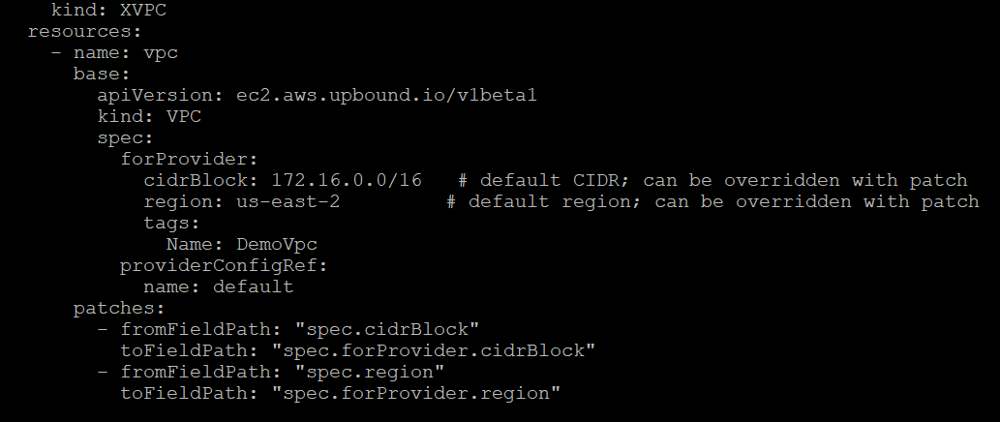 kind: XVPC
resources:
- name: vpc
base:
apiVersion: ec2.aws.upbound.io/v1beta1
kind: VPC
spec:
forProvider:
cidrBlock: 172.16.0.0/16   # default CIDR; can be overridden with patch
region: us-east-2         # default region; can be overridden with patch
tags:
Name: DemoVpc
providerConfigRef:
name: default
patches:
- fromFieldPath: "spec.cidrBlock"
toFieldPath: "spec.forProvider.cidrBlock"
- fromFieldPath: "spec.region"
toFieldPath: "spec.forProvider.region"